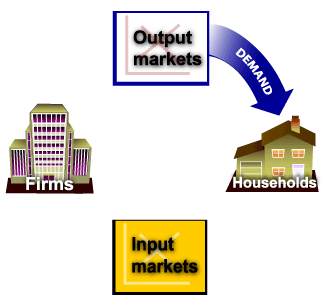 Output
markets
DEMAND
Firms
Households
Input
markets